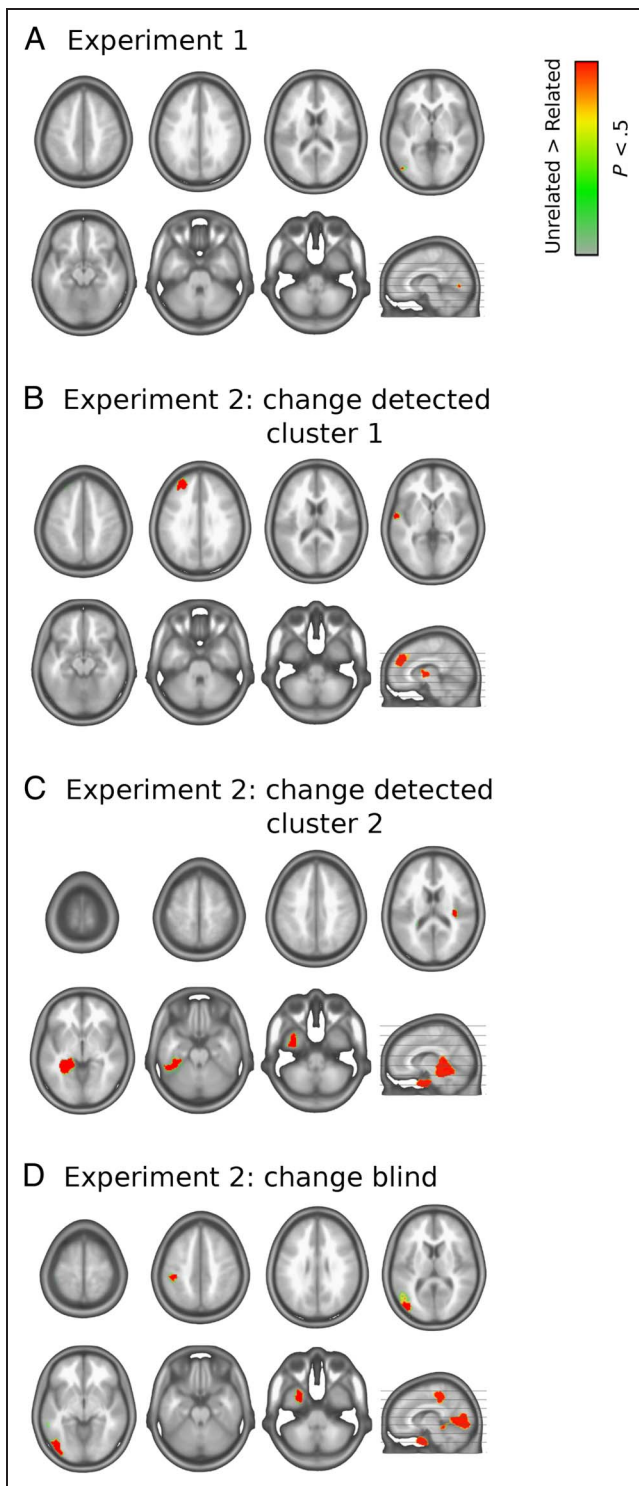 A Experiment 1
Unrelated > Related
P < .5
B Experiment 2: change detected
cluster 1
C Experiment 2: change detected
cluster 2
D Experiment 2: change blind